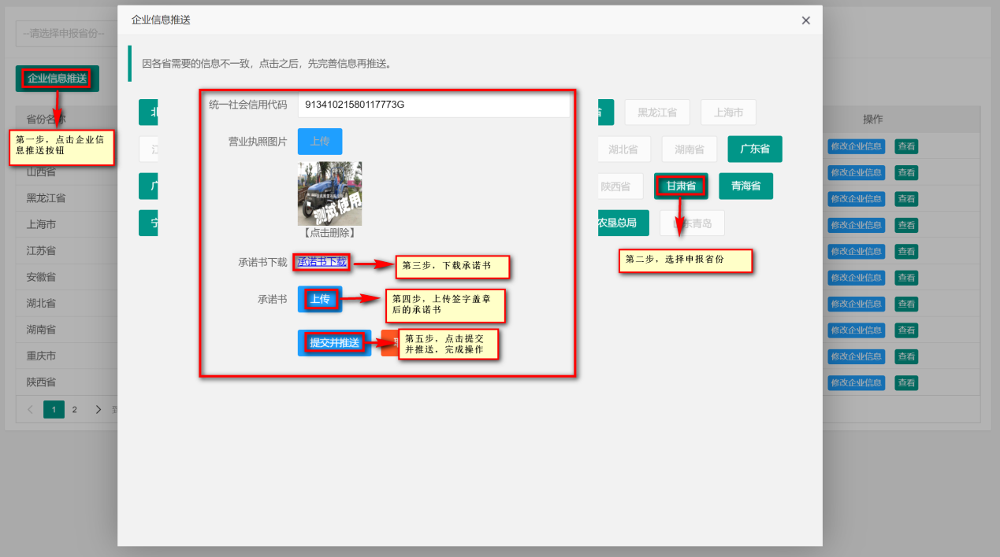 企业信息推送
--请选择申报省份--
因各省需要的信息不一致，点击之后，先完善信息再推送。
企业信息推送
统一社会信用代码
91341021580117773G
黑龙江省
上海市
省份名称
操作
第一步，点击企业信
息推送按钮
营业执照图片
上传
湖北省
湖南省
广东省
修改企业信息
查看
山西省
修改企业信息
查看
陕西省
甘肃省
青海省
黑龙江省
修改企业信息
查看
测试使用
上海市
农垦总局
东青岛
修改企业信息
查看
【点击删除】
江苏省
修改企业信息
查看
承诺书下载
承诺书下载
第三步，下载承诺书
第二步，选择申报省份
安徽省
修改企业信息
查看
承诺书
上传
第四步，上传签字盖章
后的承诺书
湖北省
修改企业信息
查看
湖南省
修改企业信息
查看
提交并推送
第五步，点击提交
并推送，完成操作
重庆市
修改企业信息
查看
陕西省
修改企业信息
查看
1
2